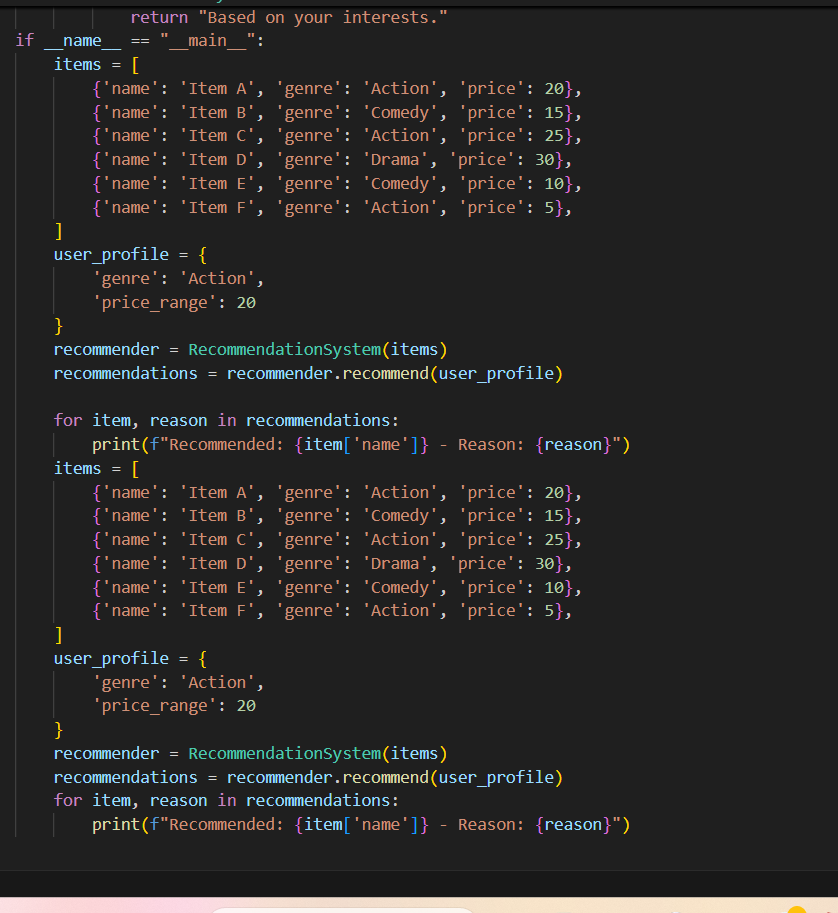 return "Based on your interests."
if __name__ == "__main__":
    items = [
        {'name': 'Item A', 'genre': 'Action', 'price': 20},
        {'name': 'Item B', 'genre': 'Comedy', 'price': 15},
        {'name': 'Item C', 'genre': 'Action', 'price': 25},
        {'name': 'Item D', 'genre': 'Drama', 'price': 30},
        {'name': 'Item E', 'genre': 'Comedy', 'price': 10},
        {'name': 'Item F', 'genre': 'Action', 'price': 5},
    ]
    user_profile = {
        'genre': 'Action',
        'price_range': 20
    }
    recommender = RecommendationSystem(items)
    recommendations = recommender.recommend(user_profile)

    for item, reason in recommendations:
        print(f"Recommended: {item['name']} - Reason: {reason}")
    items = [
        {'name': 'Item A', 'genre': 'Action', 'price': 20},
        {'name': 'Item B', 'genre': 'Comedy', 'price': 15},
        {'name': 'Item C', 'genre': 'Action', 'price': 25},
        {'name': 'Item D', 'genre': 'Drama', 'price': 30},
        {'name': 'Item E', 'genre': 'Comedy', 'price': 10},
        {'name': 'Item F', 'genre': 'Action', 'price': 5},
    ]
    user_profile = {
        'genre': 'Action',
        'price_range': 20
    }
    recommender = RecommendationSystem(items)
    recommendations = recommender.recommend(user_profile)
    for item, reason in recommendations:
        print(f"Recommended: {item['name']} - Reason: {reason}")